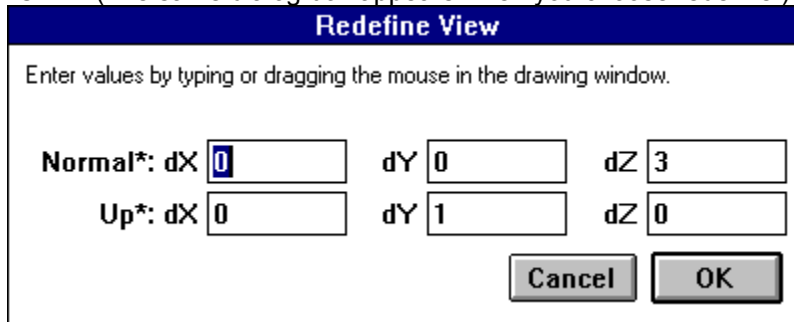 Redefine View
Enter values by typing or dragging the mouse in the drawing window.
Normal*: dX 0 dY 0 dZ 3
Up*: dX 0 dY 1 dZ 0
Cancel OK